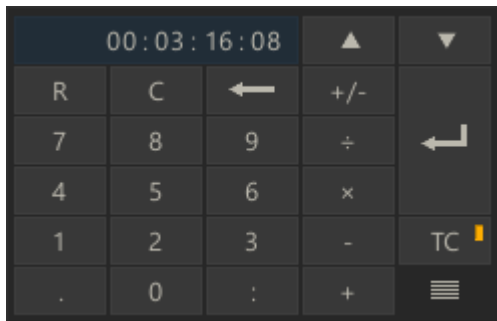 00:03:16:08 ▲ ▼
R C ← +/-
7 8 9 ÷ ↵
4 5 6 ×
1 2 3 - TC
. 0 : +